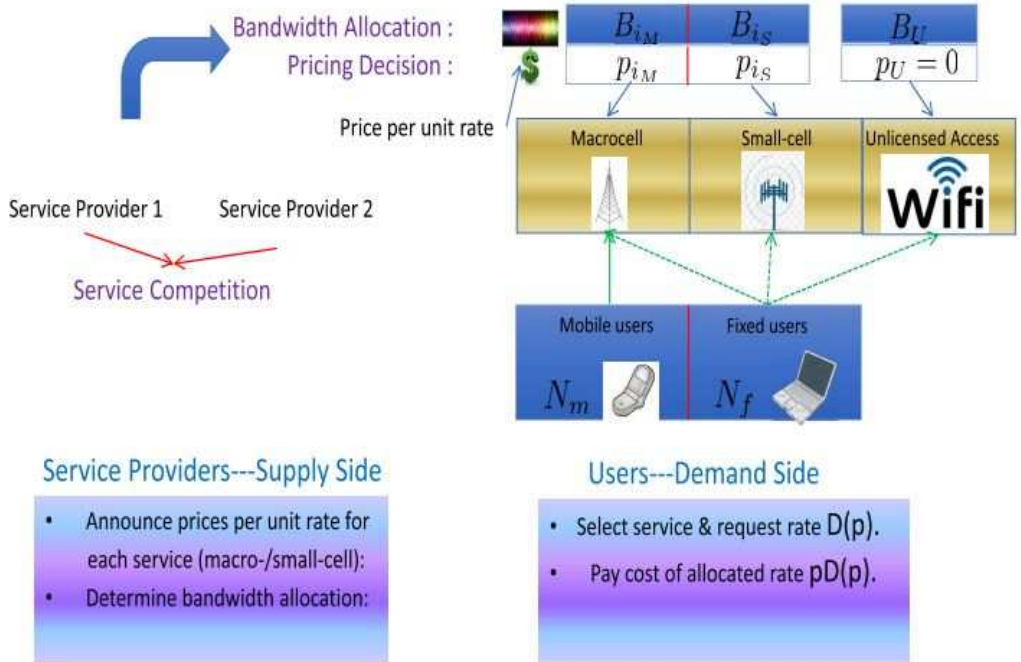 Bandwidth Allocation :
Pricing Decision :
$
B_{i_M} B_{i_S} B_U
p_{i_M} p_{i_S} p_U = 0
Price per unit rate
Macrocell Small-cell Unlicensed Access
Wifi
Service Provider 1 Service Provider 2
Service Competition
Mobile users Fixed users
N_m N_f
Service Providers---Supply Side
• Announce prices per unit rate for
each service (macro-/small-cell):
• Determine bandwidth allocation:
Users---Demand Side
• Select service & request rate D(p).
• Pay cost of allocated rate pD(p).